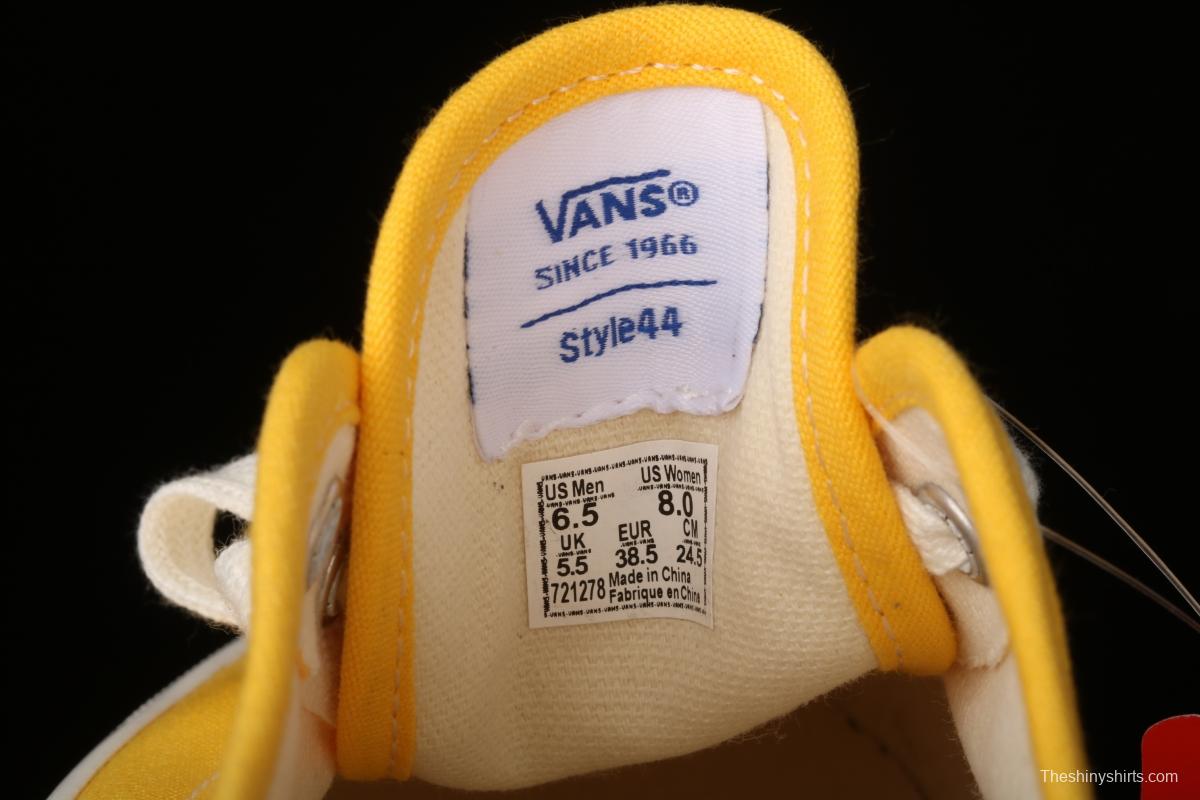 VANS®
SINCE 1966
Style44
US Men US Women
6.5 8.0
UK EUR CM
5.5 38.5 24.5
721278 Made in China
Fabrique en China
Theshinyshirts.com